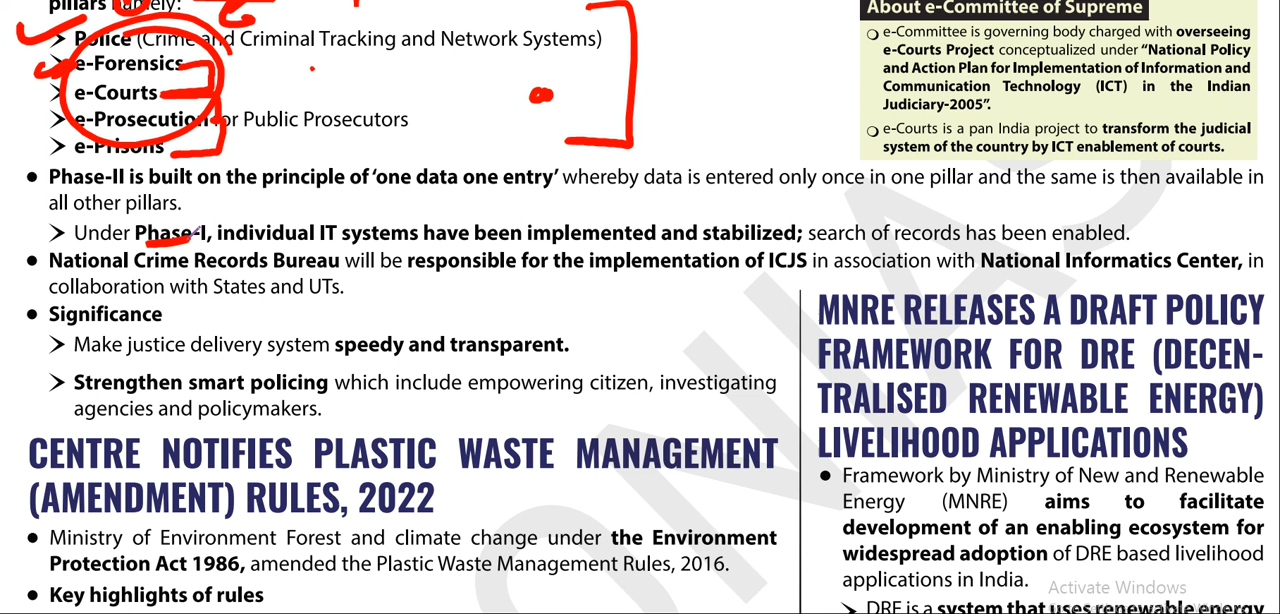 pillars namely:
Police (Crime and Criminal Tracking and Network Systems)
e-Forensics
e-Courts
e-Prosecution for Public Prosecutors
e-Prisons
Phase-II is built on the principle of ‘one data one entry’ whereby data is entered only once in one pillar and the same is then available in
all other pillars.
Under Phase-I, individual IT systems have been implemented and stabilized; search of records has been enabled.
National Crime Records Bureau will be responsible for the implementation of ICJS in association with National Informatics Center, in
collaboration with States and UTs.
Significance
Make justice delivery system speedy and transparent.
Strengthen smart policing which include empowering citizen, investigating
agencies and policymakers.
CENTRE NOTIFIES PLASTIC WASTE MANAGEMENT
(AMENDMENT) RULES, 2022
Ministry of Environment Forest and climate change under the Environment
Protection Act 1986, amended the Plastic Waste Management Rules, 2016.
Key highlights of rules
About e-Committee of Supreme
e-Committee is governing body charged with overseeing
e-Courts Project conceptualized under “National Policy
and Action Plan for Implementation of Information and
Communication Technology (ICT) in the Indian
Judiciary-2005”.
e-Courts is a pan India project to transform the judicial
system of the country by ICT enablement of courts.
MNRE RELEASES A DRAFT POLICY
FRAMEWORK FOR DRE (DECEN-
TRALISED RENEWABLE ENERGY)
LIVELIHOOD APPLICATIONS
Framework by Ministry of New and Renewable
Energy (MNRE) aims to facilitate
development of an enabling ecosystem for
widespread adoption of DRE based livelihood
applications in India.
DRE is a system that uses renewable energy
Activate Windows